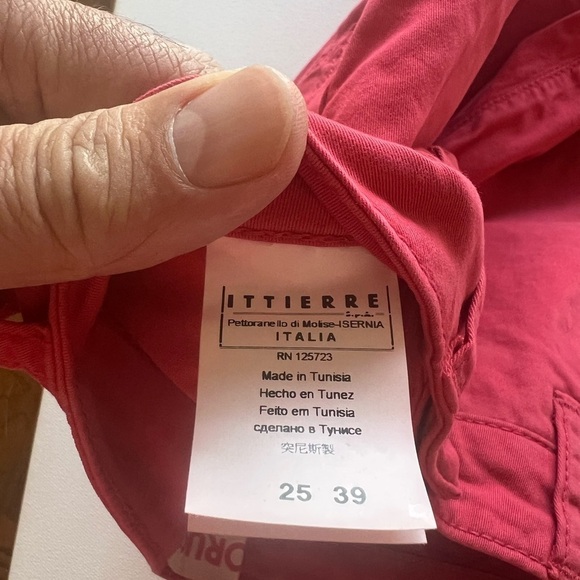 ITTIERRE
s.p.a.
Pettoranello di Molise-ISERNIA
ITALIA
RN 125723
Made in Tunisia
Hecho en Tunez
Feito em Tunisia
сделано в Тунисе
突尼斯製
25 39
ORU